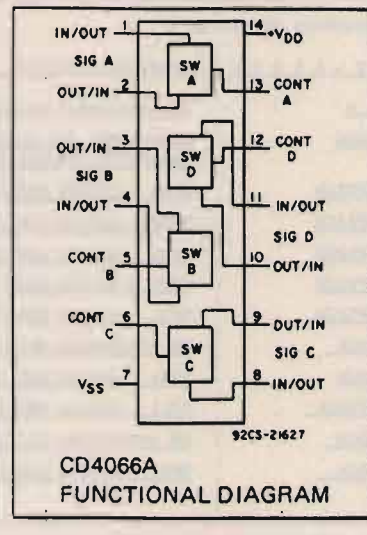 IN/OUT 1 14 +VDD
SIG A SW A
OUT/IN 2 13 CONT A
OUT/IN 3 12 CONT D
SIG B SW D
IN/OUT 4 11 IN/OUT
SIG D
CONT B 5 SW B 10 OUT/IN
CONT C 6 9 OUT/IN
SW C SIG C
VSS 7 8 IN/OUT
92CS-21627
CD4066A
FUNCTIONAL DIAGRAM